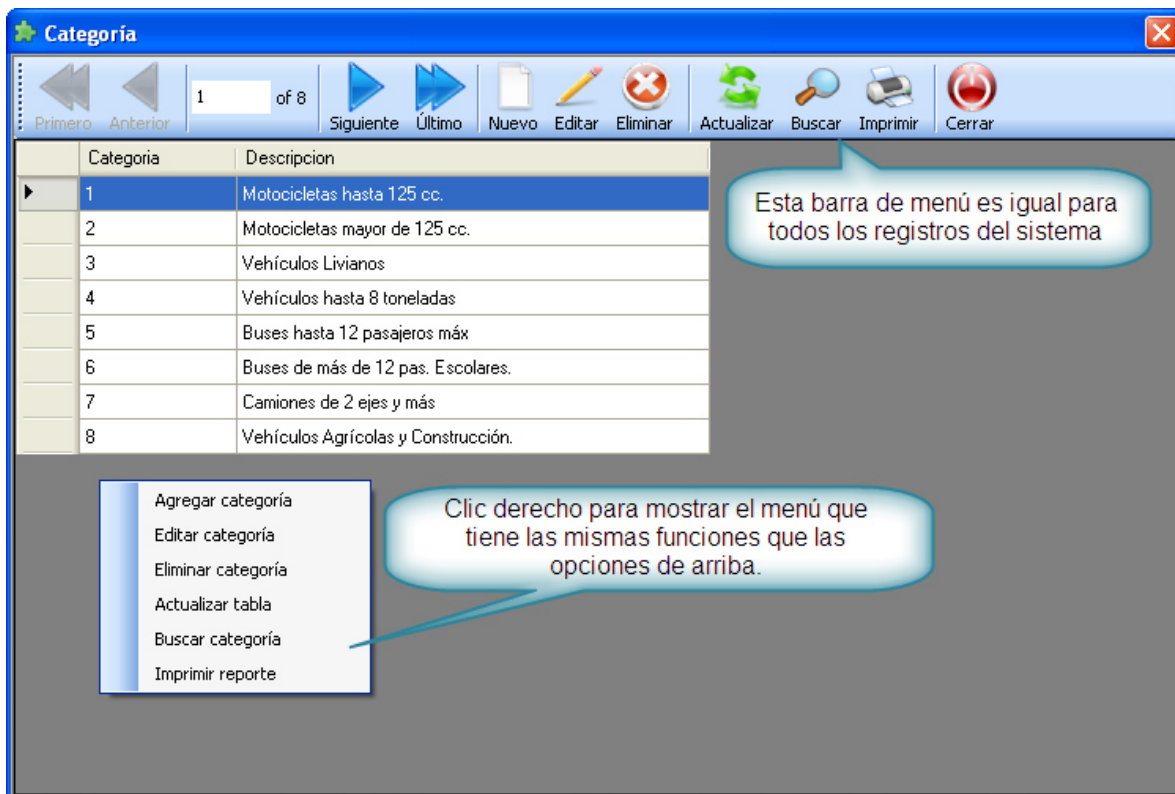 Categoría
1 of 8
Primero Anterior Siguiente Último Nuevo Editar Eliminar Actualizar Buscar Imprimir Cerrar
Categoria Descripcion
1 Motocicletas hasta 125 cc.
2 Motocicletas mayor de 125 cc.
3 Vehículos Livianos
4 Vehículos hasta 8 toneladas
5 Buses hasta 12 pasajeros máx
6 Buses de más de 12 pas. Escolares.
7 Camiones de 2 ejes y más
8 Vehículos Agrícolas y Construcción.
Esta barra de menú es igual para
todos los registros del sistema
Agregar categoría
Editar categoría
Eliminar categoría
Actualizar tabla
Buscar categoría
Imprimir reporte
Clic derecho para mostrar el menú que
tiene las mismas funciones que las
opciones de arriba.